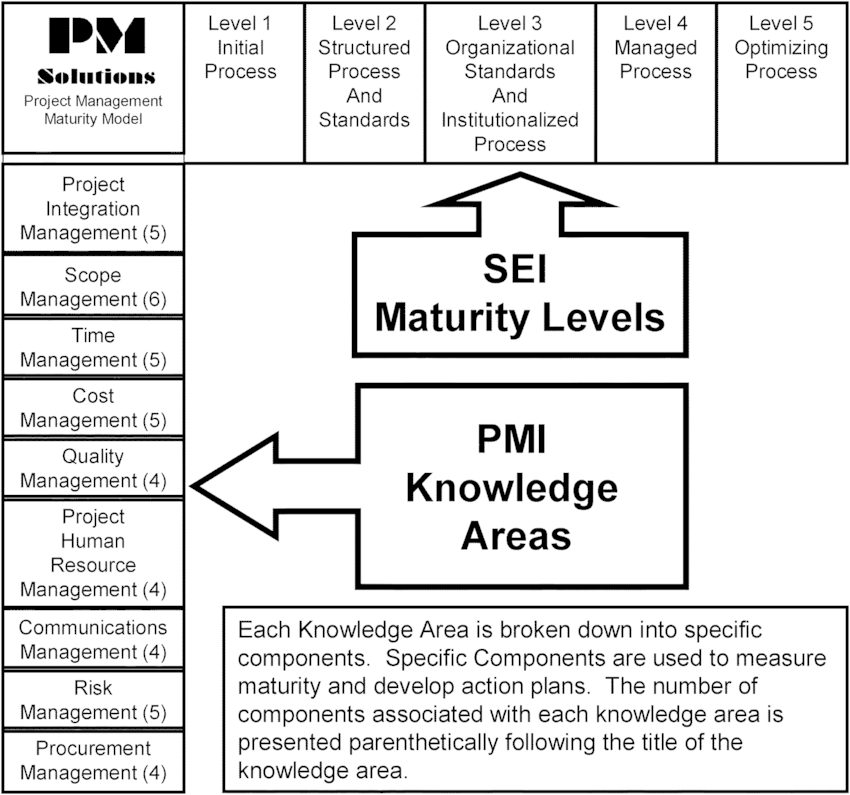 PM
Solutions
Project Management
Maturity Model
Level 1
Initial
Process
Level 2
Structured
Process
And
Standards
Level 3
Organizational
Standards
And
Institutionalized
Process
Level 4
Managed
Process
Level 5
Optimizing
Process
Project
Integration
Management (5)
Scope
Management (6)
Time
Management (5)
Cost
Management (5)
Quality
Management (4)
Project
Human
Resource
Management (4)
Communications
Management (4)
Risk
Management (5)
Procurement
Management (4)
SEI
Maturity Levels
PMI
Knowledge
Areas
Each Knowledge Area is broken down into specific
components.  Specific Components are used to measure
maturity and develop action plans.  The number of
components associated with each knowledge area is
presented parenthetically following the title of the
knowledge area.